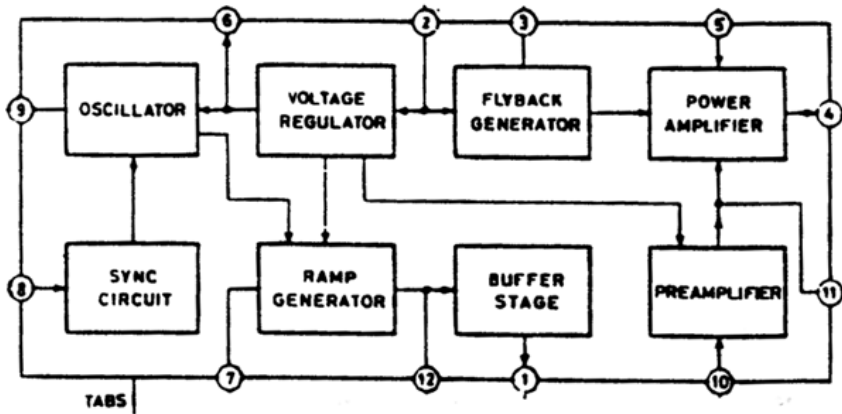 6
2
3
5
9
OSCILLATOR
VOLTAGE
REGULATOR
FLYBACK
GENERATOR
POWER
AMPLIFIER
4
8
SYNC
CIRCUIT
RAMP
GENERATOR
BUFFER
STAGE
PREAMPLIFIER
11
7
12
1
10
TABS